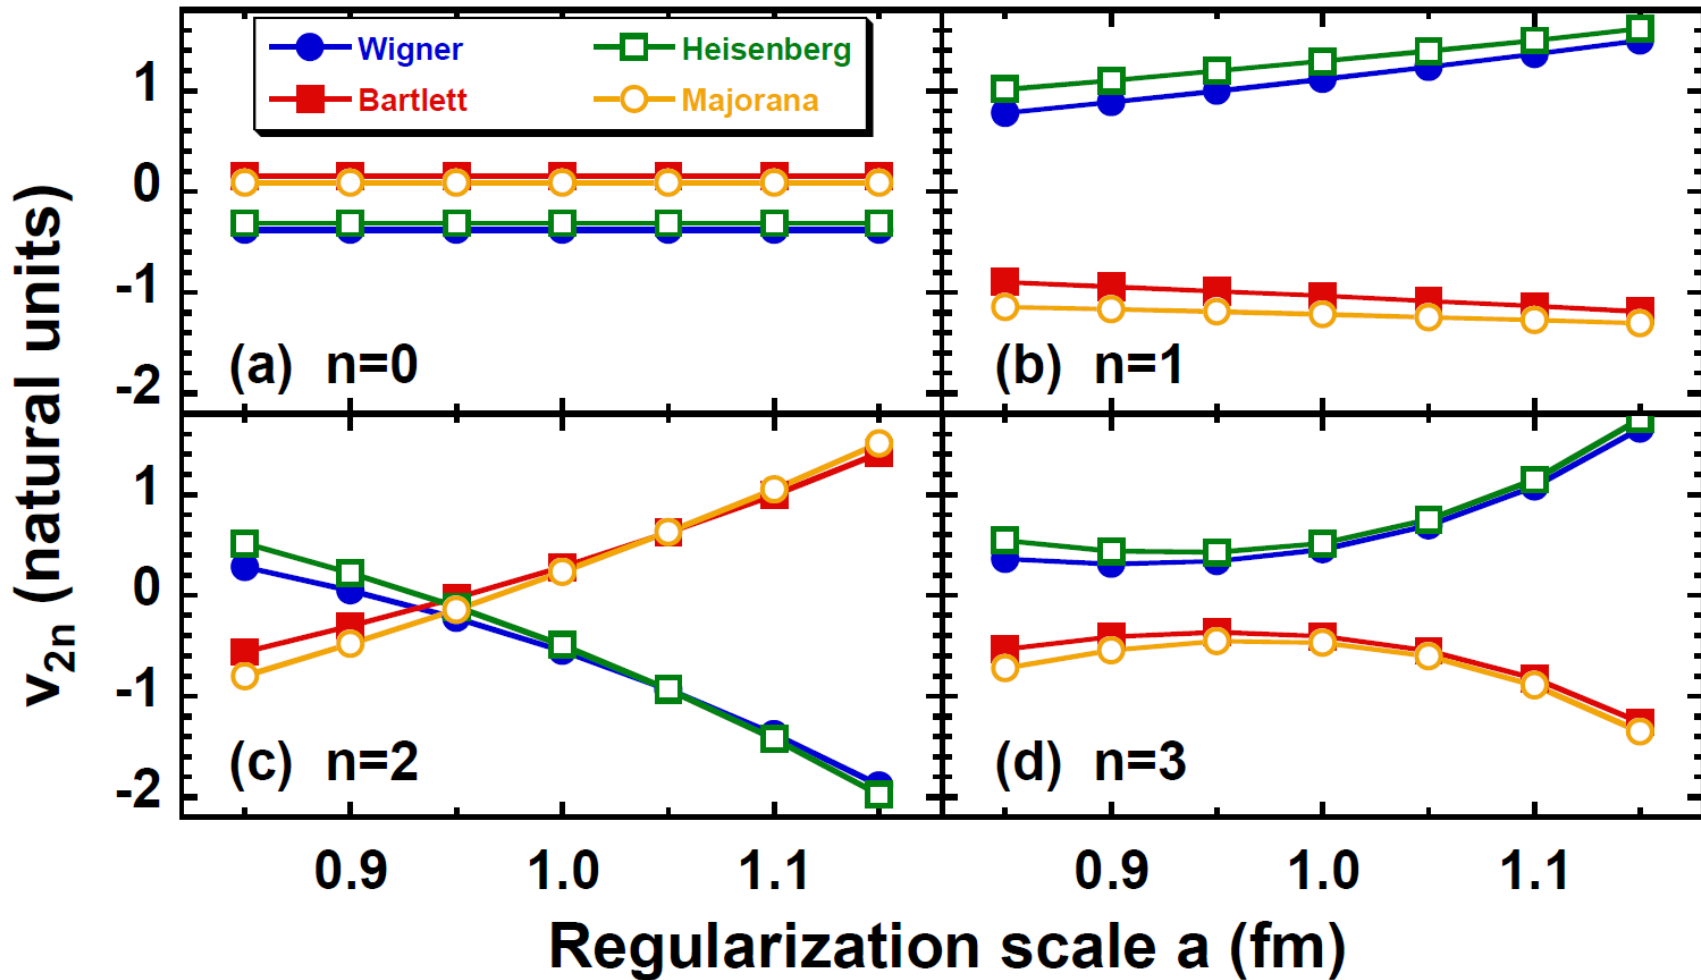 Wigner
Heisenberg
Bartlett
Majorana
1
0
-1
-2
(a) n=0
(b) n=1
1
0
-1
-2
(c) n=2
(d) n=3
0.9 1.0 1.1
0.9 1.0 1.1
v2n (natural units)
Regularization scale a (fm)